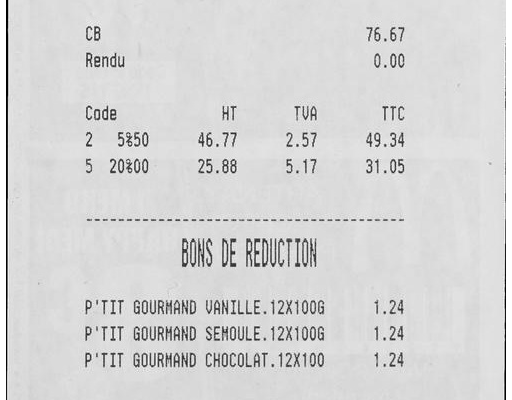 CB 76.67
Rendu 0.00
Code HT TVA TTC
2 5%50 46.77 2.57 49.34
5 20%00 25.88 5.17 31.05
----------------------------------------
BONS DE REDUCTION
P'TIT GOURMAND VANILLE.12X100G 1.24
P'TIT GOURMAND SEMOULE.12X100G 1.24
P'TIT GOURMAND CHOCOLAT.12X100 1.24